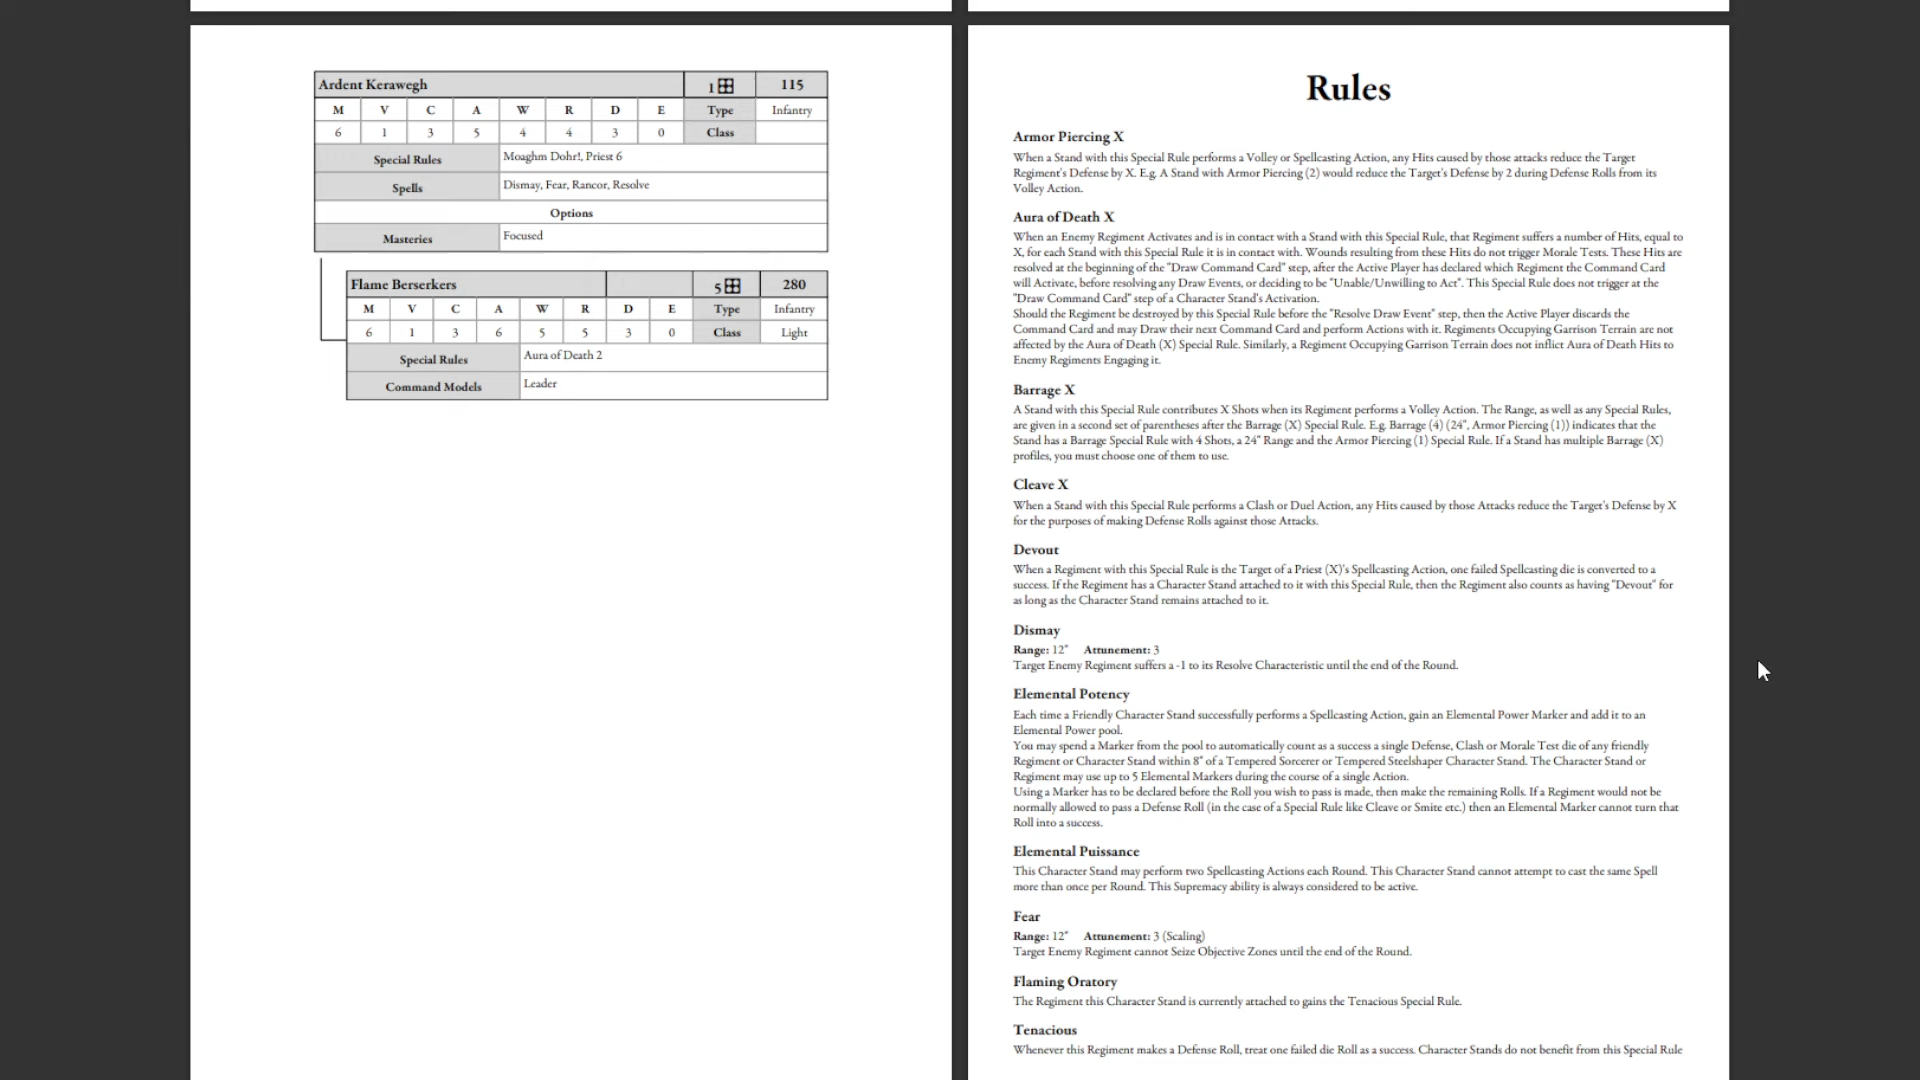 Ardent Kerawegh 1 115
M V C A W R D E Type Infantry
6 1 3 5 4 4 3 0 Class
Special Rules Moaghm Dohr!, Priest 6
Spells Dismay, Fear, Rancor, Resolve
Options
Masteries Focused
Flame Berserkers 5 280
M V C A W R D E Type Infantry
6 1 3 6 5 5 3 0 Class Light
Special Rules Aura of Death 2
Command Models Leader
Rules
Armor Piercing X
When a Stand with this Special Rule performs a Volley or Spellcasting Action, any Hits caused by those attacks reduce the Target
Regiment's Defense by X. E.g. A Stand with Armor Piercing (2) would reduce the Target's Defense by 2 during Defense Rolls from its
Volley Action.
Aura of Death X
When an Enemy Regiment Activates and is in contact with a Stand with this Special Rule, that Regiment suffers a number of Hits, equal to
X, for each Stand with this Special Rule it is in contact with. Wounds resulting from these Hits do not trigger Morale Tests. These Hits are
resolved at the beginning of the "Draw Command Card" step, after the Active Player has declared which Regiment the Command Card
will Activate, before resolving any Draw Events, or deciding to be "Unable/Unwilling to Act". This Special Rule does not trigger at the
"Draw Command Card" step of a Character Stand's Activation.
Should the Regiment be destroyed by this Special Rule before the "Resolve Draw Event" step, then the Active Player discards the
Command Card and may Draw their next Command Card and perform Actions with it. Regiments Occupying Garrison Terrain are not
affected by the Aura of Death (X) Special Rule. Similarly, a Regiment Occupying Garrison Terrain does not inflict Aura of Death Hits to
Enemy Regiments Engaging it.
Barrage X
A Stand with this Special Rule contributes X Shots when its Regiment performs a Volley Action. The Range, as well as any Special Rules,
are given in a second set of parentheses after the Barrage (X) Special Rule. E.g. Barrage (4) (24", Armor Piercing (1)) indicates that the
Stand has a Barrage Special Rule with 4 Shots, a 24" Range and the Armor Piercing (1) Special Rule. If a Stand has multiple Barrage (X)
profiles, you must choose one of them to use.
Cleave X
When a Stand with this Special Rule performs a Clash or Duel Action, any Hits caused by those Attacks reduce the Target's Defense by X
for the purposes of making Defense Rolls against those Attacks.
Devout
When a Regiment with this Special Rule is the Target of a Priest (X)'s Spellcasting Action, one failed Spellcasting die is converted to a
success. If the Regiment has a Character Stand attached to it with this Special Rule, then the Regiment also counts as having "Devout" for
as long as the Character Stand remains attached to it.
Dismay
Range: 12" Attunement: 3
Target Enemy Regiment suffers a -1 to its Resolve Characteristic until the end of the Round.
Elemental Potency
Each time a Friendly Character Stand successfully performs a Spellcasting Action, gain an Elemental Power Marker and add it to an
Elemental Power pool.
You may spend a Marker from the pool to automatically count as a success a single Defense, Clash or Morale Test die of any friendly
Regiment or Character Stand within 8" of a Tempered Sorcerer or Tempered Steelshaper Character Stand. The Character Stand or
Regiment may use up to 5 Elemental Markers during the course of a single Action.
Using a Marker has to be declared before the Roll you wish to pass is made, then make the remaining Rolls. If a Regiment would not be
normally allowed to pass a Defense Roll (in the case of a Special Rule like Cleave or Smite etc.) then an Elemental Marker cannot turn that
Roll into a success.
Elemental Puissance
This Character Stand may perform two Spellcasting Actions each Round. This Character Stand cannot attempt to cast the same Spell
more than once per Round. This Supremacy ability is always considered to be active.
Fear
Range: 12" Attunement: 3 (Scaling)
Target Enemy Regiment cannot Seize Objective Zones until the end of the Round.
Flaming Oratory
The Regiment this Character Stand is currently attached to gains the Tenacious Special Rule.
Tenacious
Whenever this Regiment makes a Defense Roll, treat one failed die Roll as a success. Character Stands do not benefit from this Special Rule